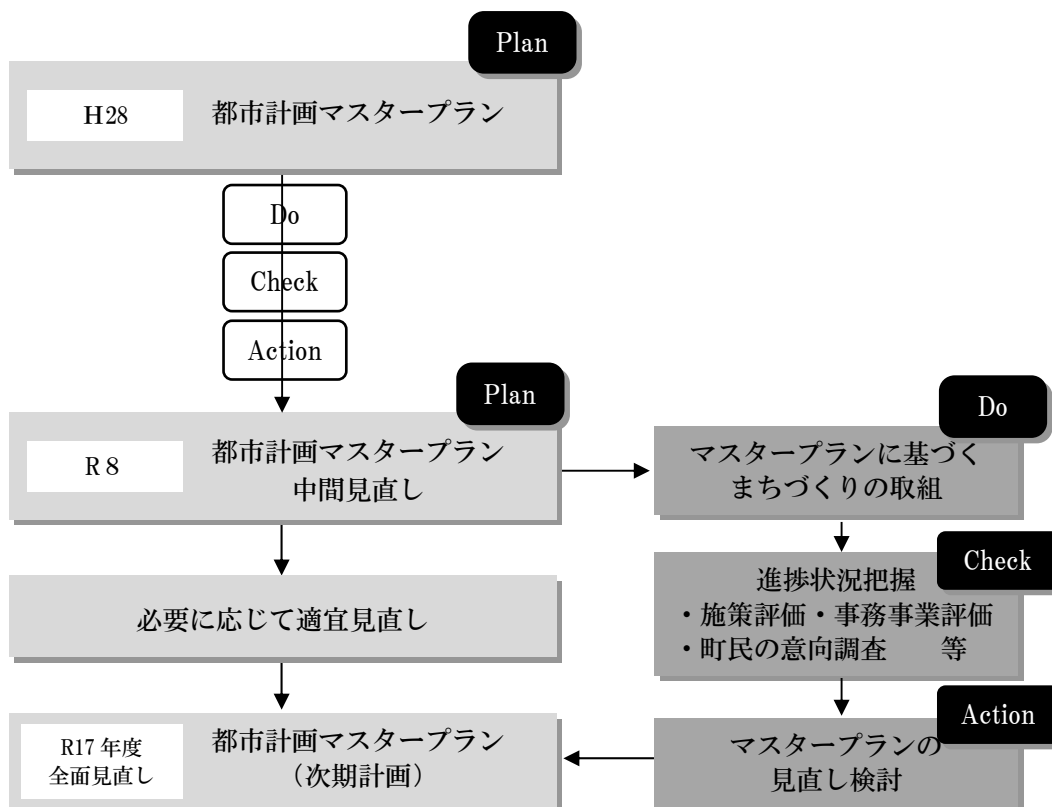 Plan
H28
都市計画マスタープラン
Do
Check
Action
Plan
R 8
都市計画マスタープラン
中間見直し
Do
マスタープランに基づく
まちづくりの取組
必要に応じて適宜見直し
Check
進捗状況把握
・施策評価・事務事業評価
・町民の意向調査　　等
R17 年度
全面見直し
都市計画マスタープラン
（次期計画）
Action
マスタープランの
見直し検討